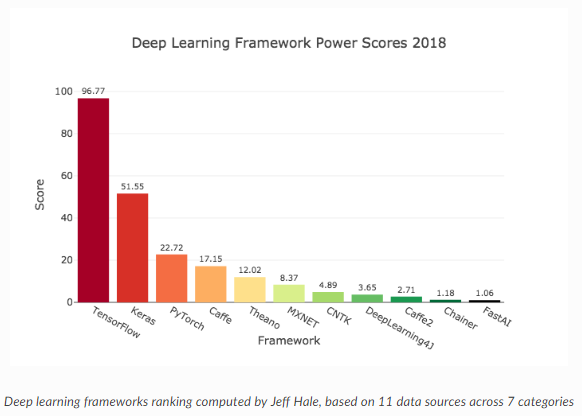 Deep Learning Framework Power Scores 2018
Score
100
80
60
40
20
0
96.77
51.55
22.72
17.15
12.02
8.37
4.89
3.65
2.71
1.18
1.06
TensorFlow
Keras
PyTorch
Caffe
Theano
MXNET
CNTK
DeepLearning4J
Caffe2
Chainer
FastAI
Framework
Deep learning frameworks ranking computed by Jeff Hale, based on 11 data sources across 7 categories